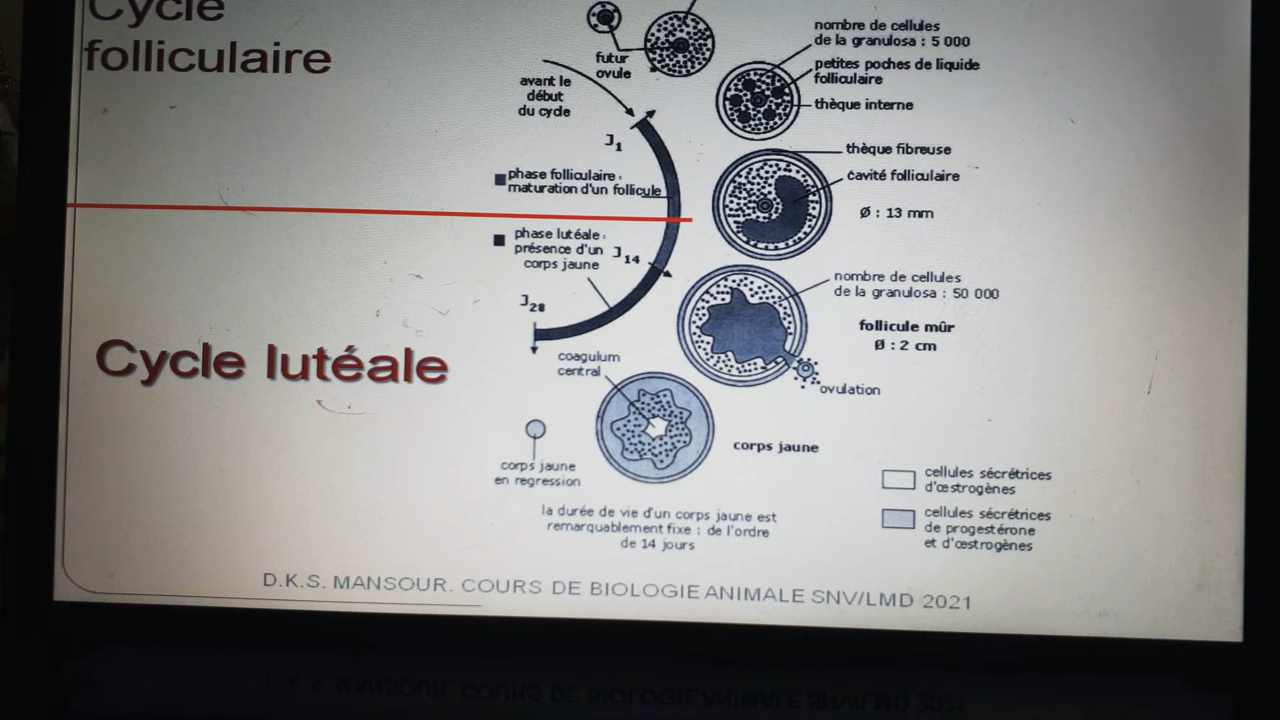 Cycle
folliculaire
futur
ovule
avant le
début
du cycle
nombre de cellules
de la granulosa : 5 000
petites poches de liquide
folliculaire
thèque interne
J1
thèque fibreuse
cavité folliculaire
phase folliculaire :
maturation d'un follicule
Ø : 13 mm
phase lutéale :
présence d'un
corps jaune
J14
nombre de cellules
de la granulosa : 50 000
J28
follicule mûr
Ø : 2 cm
Cycle lutéale
coagulum
central
ovulation
corps jaune
corps jaune
en regression
cellules sécrétrices
d'œstrogènes
cellules sécrétrices
de progestérone
et d'œstrogènes
la durée de vie d'un corps jaune est
remarquablement fixe : de l'ordre
de 14 jours
D.K.S. MANSOUR. COURS DE BIOLOGIE ANIMALE SNV/LMD 2021